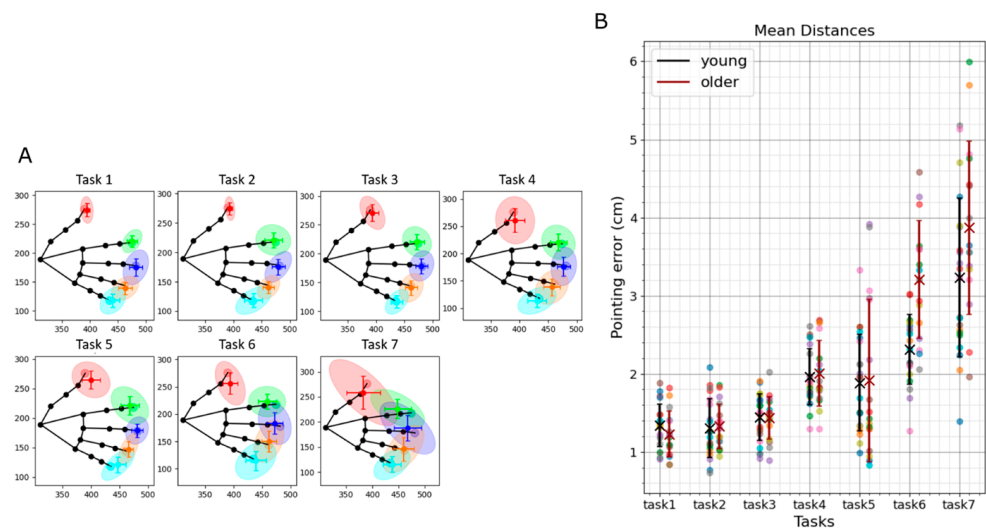 B
Mean Distances
young
older
6
5
4
3
2
1
Pointing error (cm)
task1 task2 task3 task4 task5 task6 task7
Tasks
A
Task 1 Task 2 Task 3 Task 4
300
250
200
150
100
350 400 450 500
300
250
200
150
100
350 400 450 500
300
250
200
150
100
350 400 450 500
300
250
200
150
100
350 400 450 500
Task 5 Task 6 Task 7
300
250
200
150
100
350 400 450 500
300
250
200
150
100
350 400 450 500
350
300
250
200
150
100
350 400 450 500